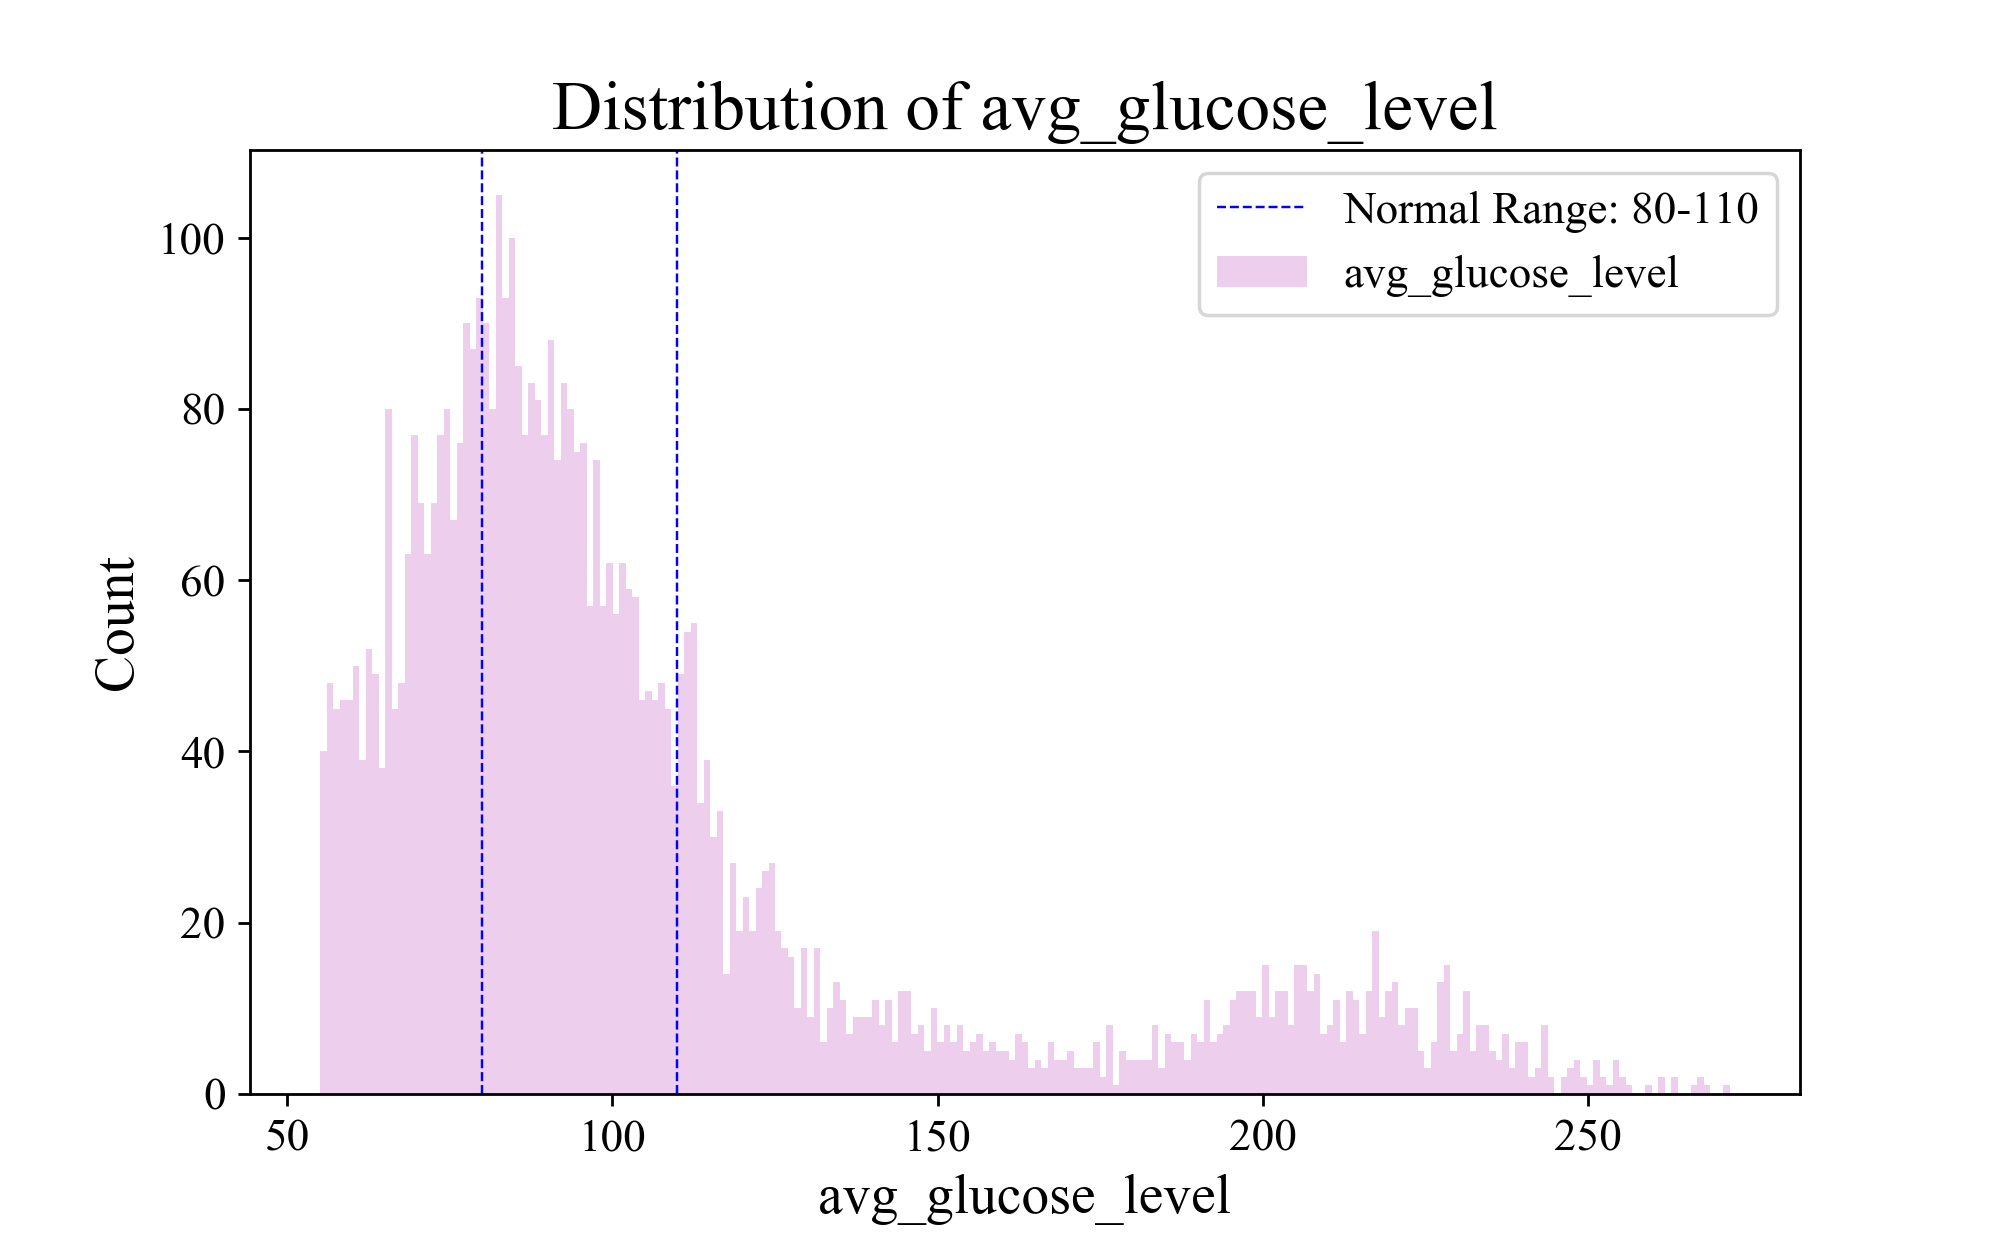 Distribution of avg_glucose_level
Normal Range: 80-110
avg_glucose_level
Count
100
80
60
40
20
0
50 100 150 200 250
avg_glucose_level